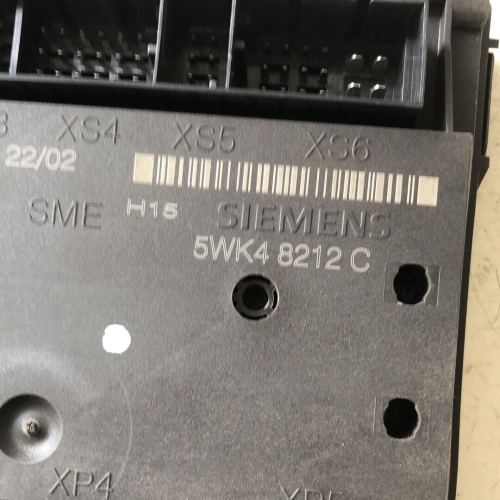 XS4 XS5 XS6
22/02
SME H15 SIEMENS
5WK4 8212 C
XP4